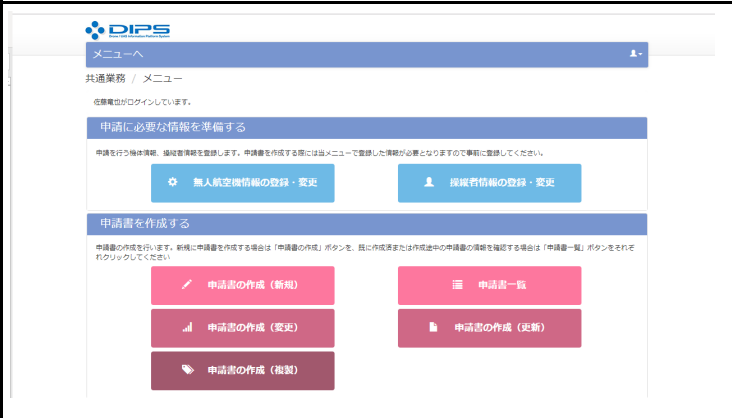 DIPS
Drone / UAS Information Platform System
メニューへ
共通業務 / メニュー
佐藤竜也がログインしています。
申請に必要な情報を準備する
申請を行う機体情報、操縦者情報を登録します。申請書を作成する際には当メニューで登録した情報が必要となりますので事前に登録してください。
無人航空機情報の登録・変更
操縦者情報の登録・変更
申請書を作成する
申請書の作成を行います。新規に申請書を作成する場合は「申請書の作成」ボタンを、既に作成済または作成途中の申請書の情報を確認する場合は「申請書一覧」ボタンをそれぞ
れクリックしてください
申請書の作成（新規）
申請書一覧
申請書の作成（変更）
申請書の作成（更新）
申請書の作成（複製）